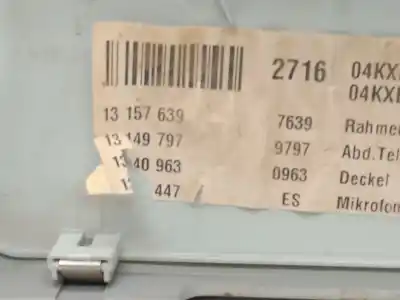 2716 04KX
04KX
13 157 639 7639 Rahme
13 149 797 9797 Abd.Tel
13 40 963 0963 Deckel
447 ES Mikrofon